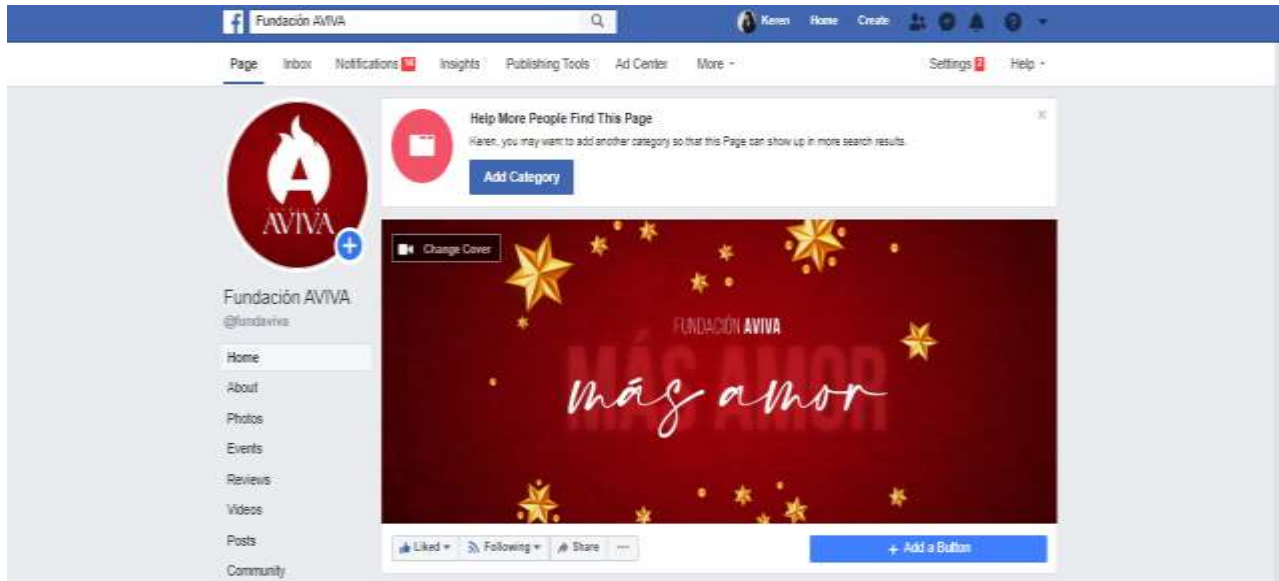 Fundación AVIVA
Keren Home Create
Page Inbox Notifications 14 Insights Publishing Tools Ad Center More Settings 2 Help
Help More People Find This Page
Keren, you may want to add another category so that this Page can show up in more search results.
Add Category
A
FUNDACIÓN
AVIVA
Fundación AVIVA
@fundaviva
Home
About
Photos
Events
Reviews
Videos
Posts
Community
Change Cover
FUNDACIÓN AVIVA
MÁS AMOR
más amor
Liked Following Share ...
+ Add a Button